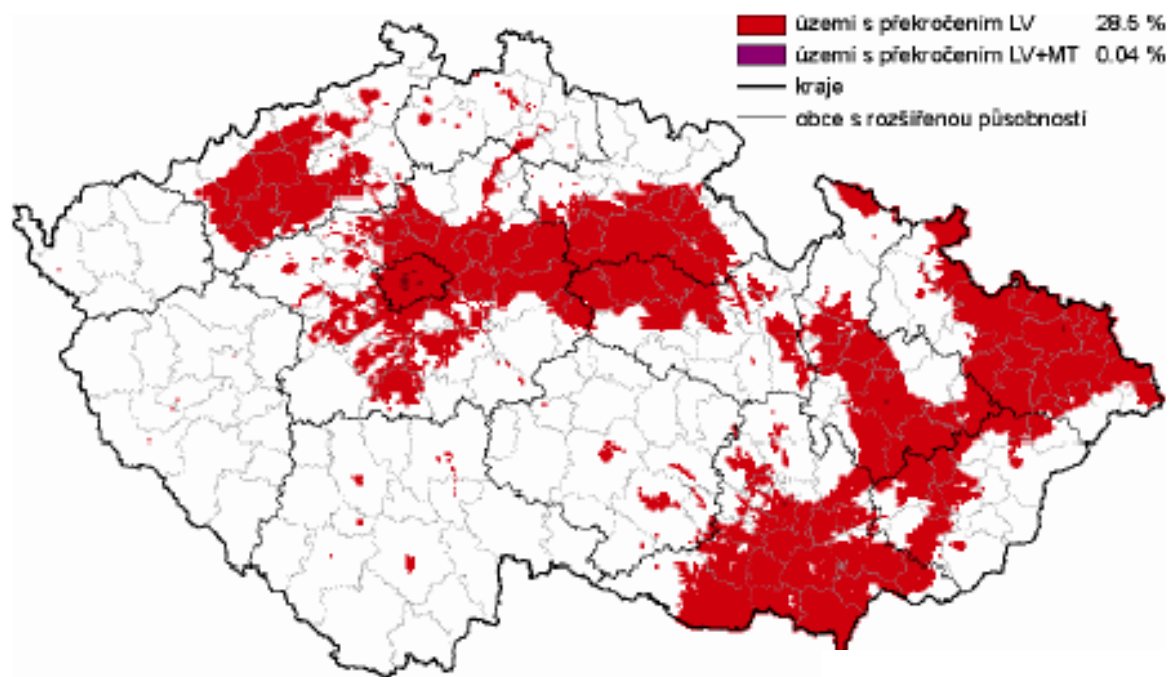 území s překročením LV 28.5 %
území s překročením LV+MT 0.04 %
kraje
obce s rozšířenou působností